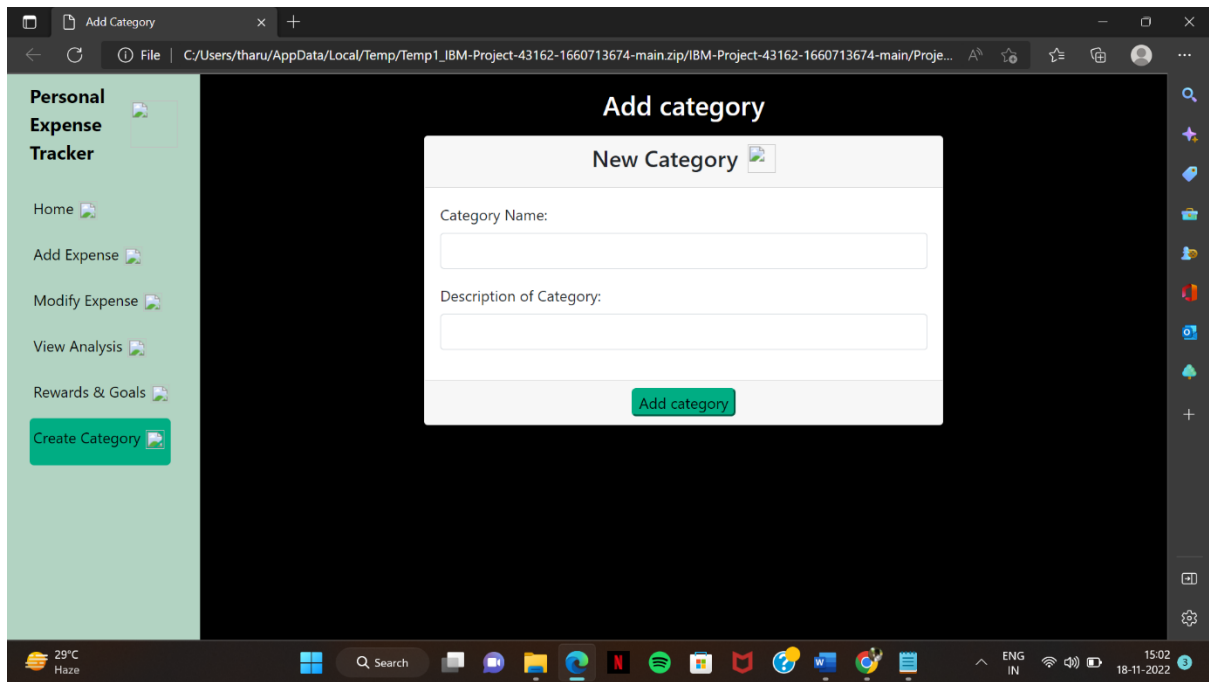 Add Category
File
C:/Users/tharu/AppData/Local/Temp/Temp1_IBM-Project-43162-1660713674-main.zip/IBM-Project-43162-1660713674-main/Proje...
Personal
Expense
Tracker
Home
Add Expense
Modify Expense
View Analysis
Rewards & Goals
Create Category
Add category
New Category
Category Name:
Description of Category:
Add category
29°C
Haze
Search
ENG
IN
15:02
18-11-2022
3